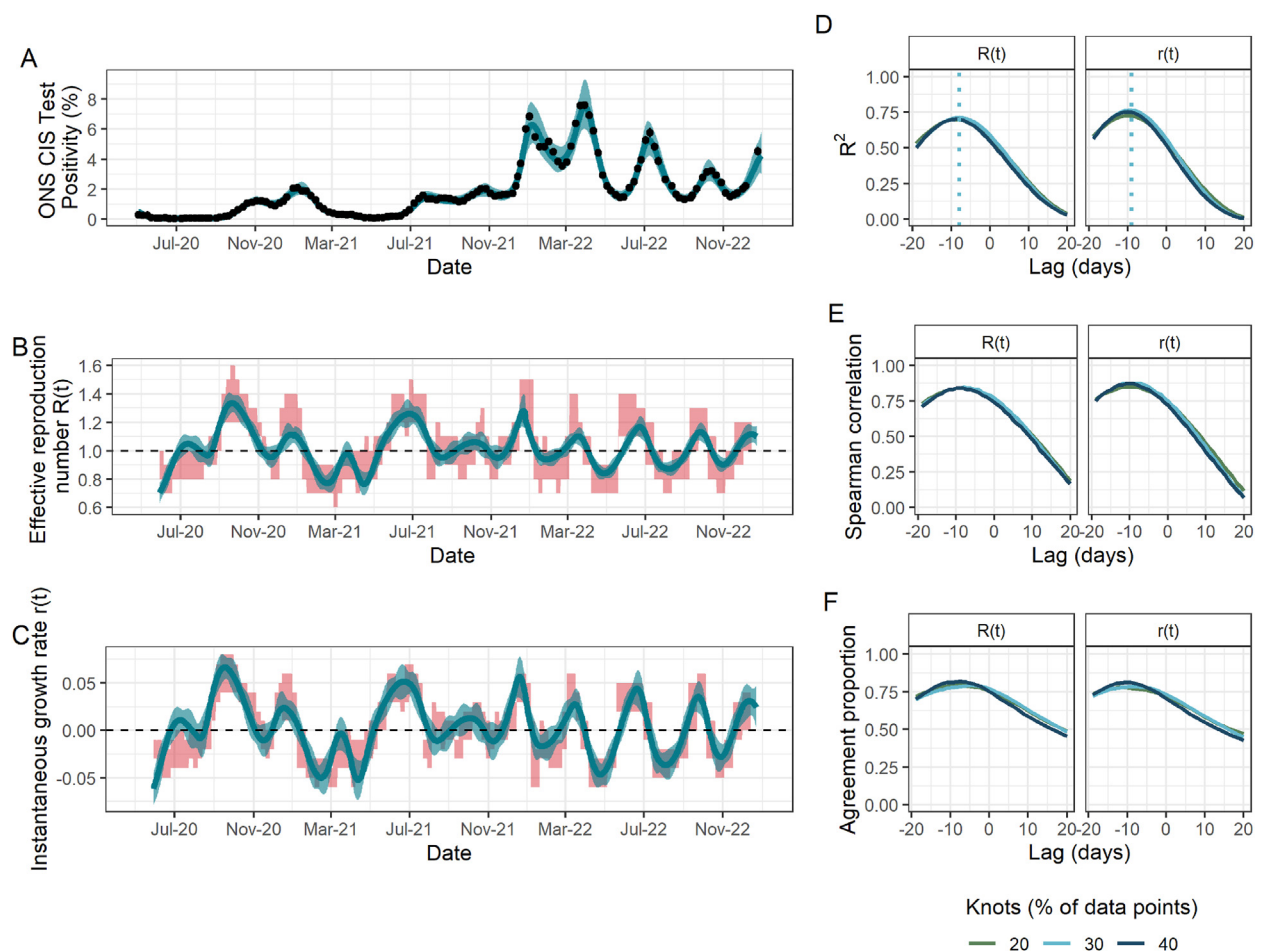 A
ONS CIS Test
Positivity (%)
8
6
4
2
0
Jul-20 Nov-20 Mar-21 Jul-21 Nov-21 Mar-22 Jul-22 Nov-22
Date
B
Effective reproduction
number R(t)
1.6
1.4
1.2
1.0
0.8
0.6
Jul-20 Nov-20 Mar-21 Jul-21 Nov-21 Mar-22 Jul-22 Nov-22
Date
C
Instantaneous growth rate r(t)
0.05
0.00
-0.05
Jul-20 Nov-20 Mar-21 Jul-21 Nov-21 Mar-22 Jul-22 Nov-22
Date
D
R(t) r(t)
R²
1.00
0.75
0.50
0.25
0.00
-20 -10 0 10 20 -20 -10 0 10 20
Lag (days)
E
R(t) r(t)
Spearman correlation
1.00
0.75
0.50
0.25
0.00
-20 -10 0 10 20 -20 -10 0 10 20
Lag (days)
F
R(t) r(t)
Agreement proportion
1.00
0.75
0.50
0.25
0.00
-20 -10 0 10 20 -20 -10 0 10 20
Lag (days)
Knots (% of data points)
20 30 40